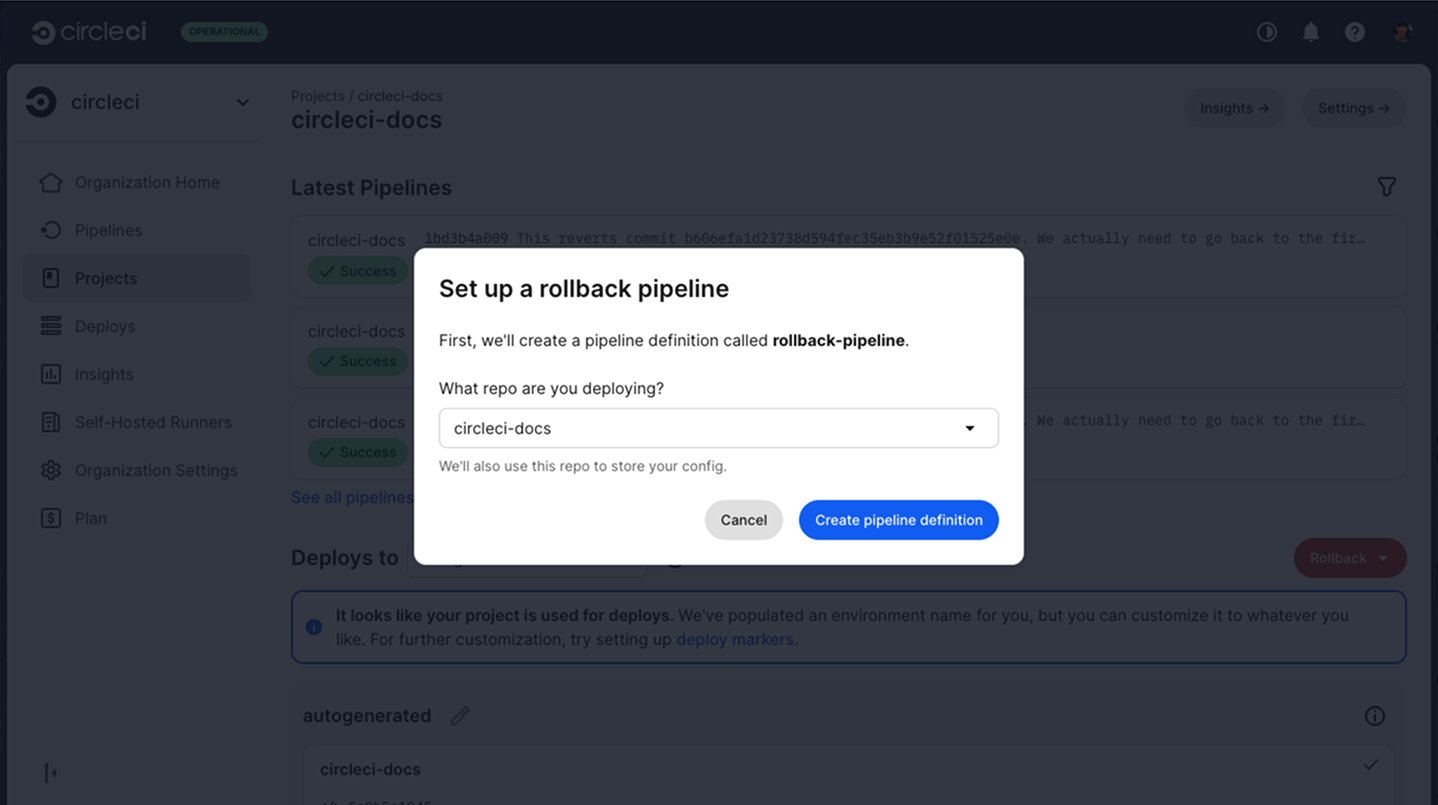 circleci
OPERATIONAL
circleci
Organization Home
Pipelines
Projects
Deploys
Insights
Self-Hosted Runners
Organization Settings
Plan
Projects / circleci-docs
circleci-docs
Insights →
Settings →
Latest Pipelines
circleci-docs 1bd3b4a009 This reverts commit b606efa1d23738d594fec35eb3b9e52f01525e0e. We actually need to go back to the fir…
Success
circleci-docs
Success
circleci-docs . We actually need to go back to the fir…
Success
See all pipelines
Set up a rollback pipeline
First, we'll create a pipeline definition called rollback-pipeline.
What repo are you deploying?
circleci-docs
We'll also use this repo to store your config.
Cancel
Create pipeline definition
Deploys to
Rollback
It looks like your project is used for deploys. We've populated an environment name for you, but you can customize it to whatever you
like. For further customization, try setting up deploy markers.
autogenerated
circleci-docs